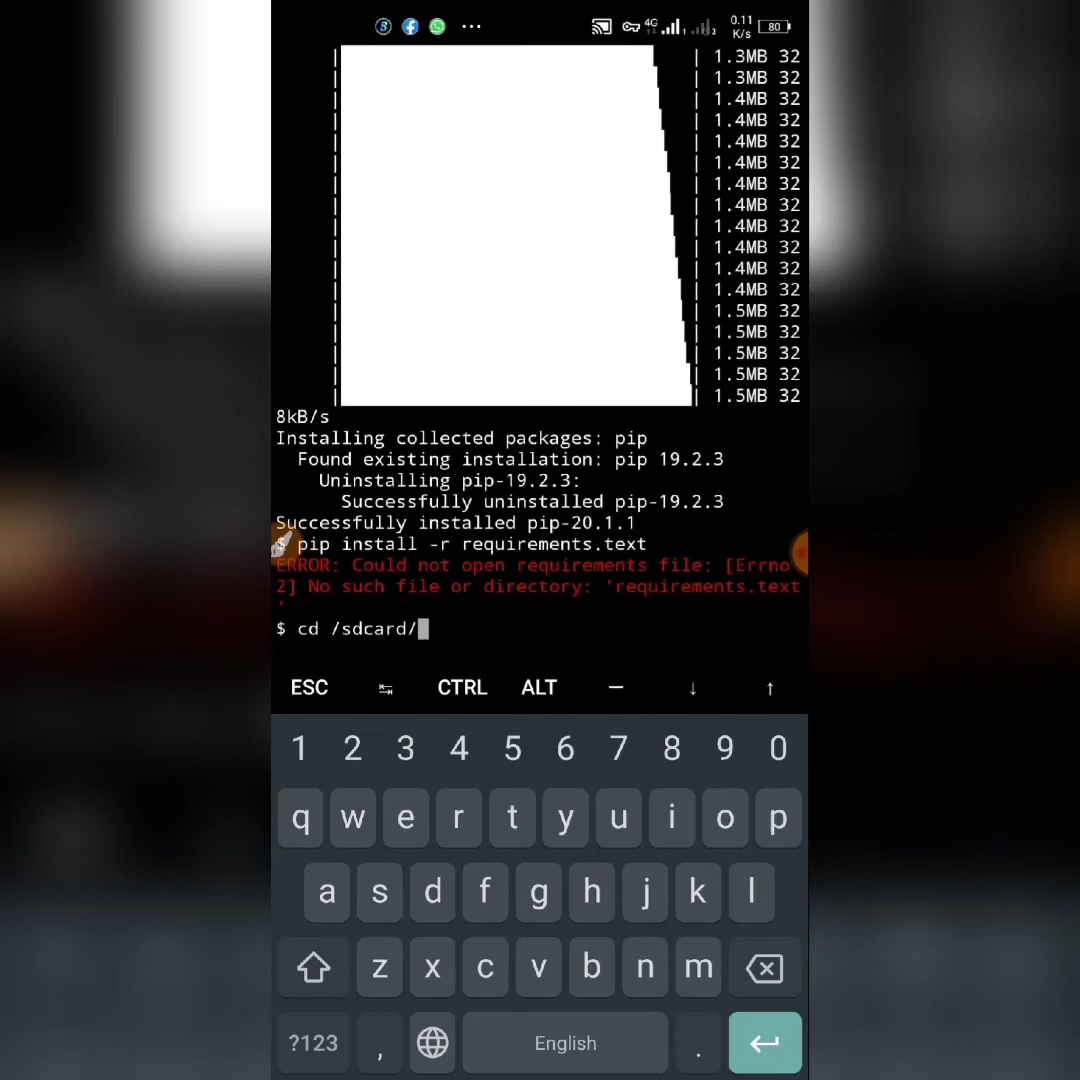 4G 1 2 0.11 K/s 80
| | 1.3MB 32
| | 1.3MB 32
| | 1.4MB 32
| | 1.4MB 32
| | 1.4MB 32
| | 1.4MB 32
| | 1.4MB 32
| | 1.4MB 32
| | 1.4MB 32
| | 1.4MB 32
| | 1.4MB 32
| | 1.4MB 32
| | 1.5MB 32
| | 1.5MB 32
| | 1.5MB 32
| | 1.5MB 32
| | 1.5MB 32
8kB/s
Installing collected packages: pip
Found existing installation: pip 19.2.3
Uninstalling pip-19.2.3:
Successfully uninstalled pip-19.2.3
Successfully installed pip-20.1.1
$ pip install -r requirements.text
ERROR: Could not open requirements file: [Errno
2] No such file or directory: 'requirements.text
'
$ cd /sdcard/
ESC ↹ CTRL ALT — ↓ ↑
1 2 3 4 5 6 7 8 9 0
q w e r t y u i o p
a s d f g h j k l
z x c v b n m
?123 , English .